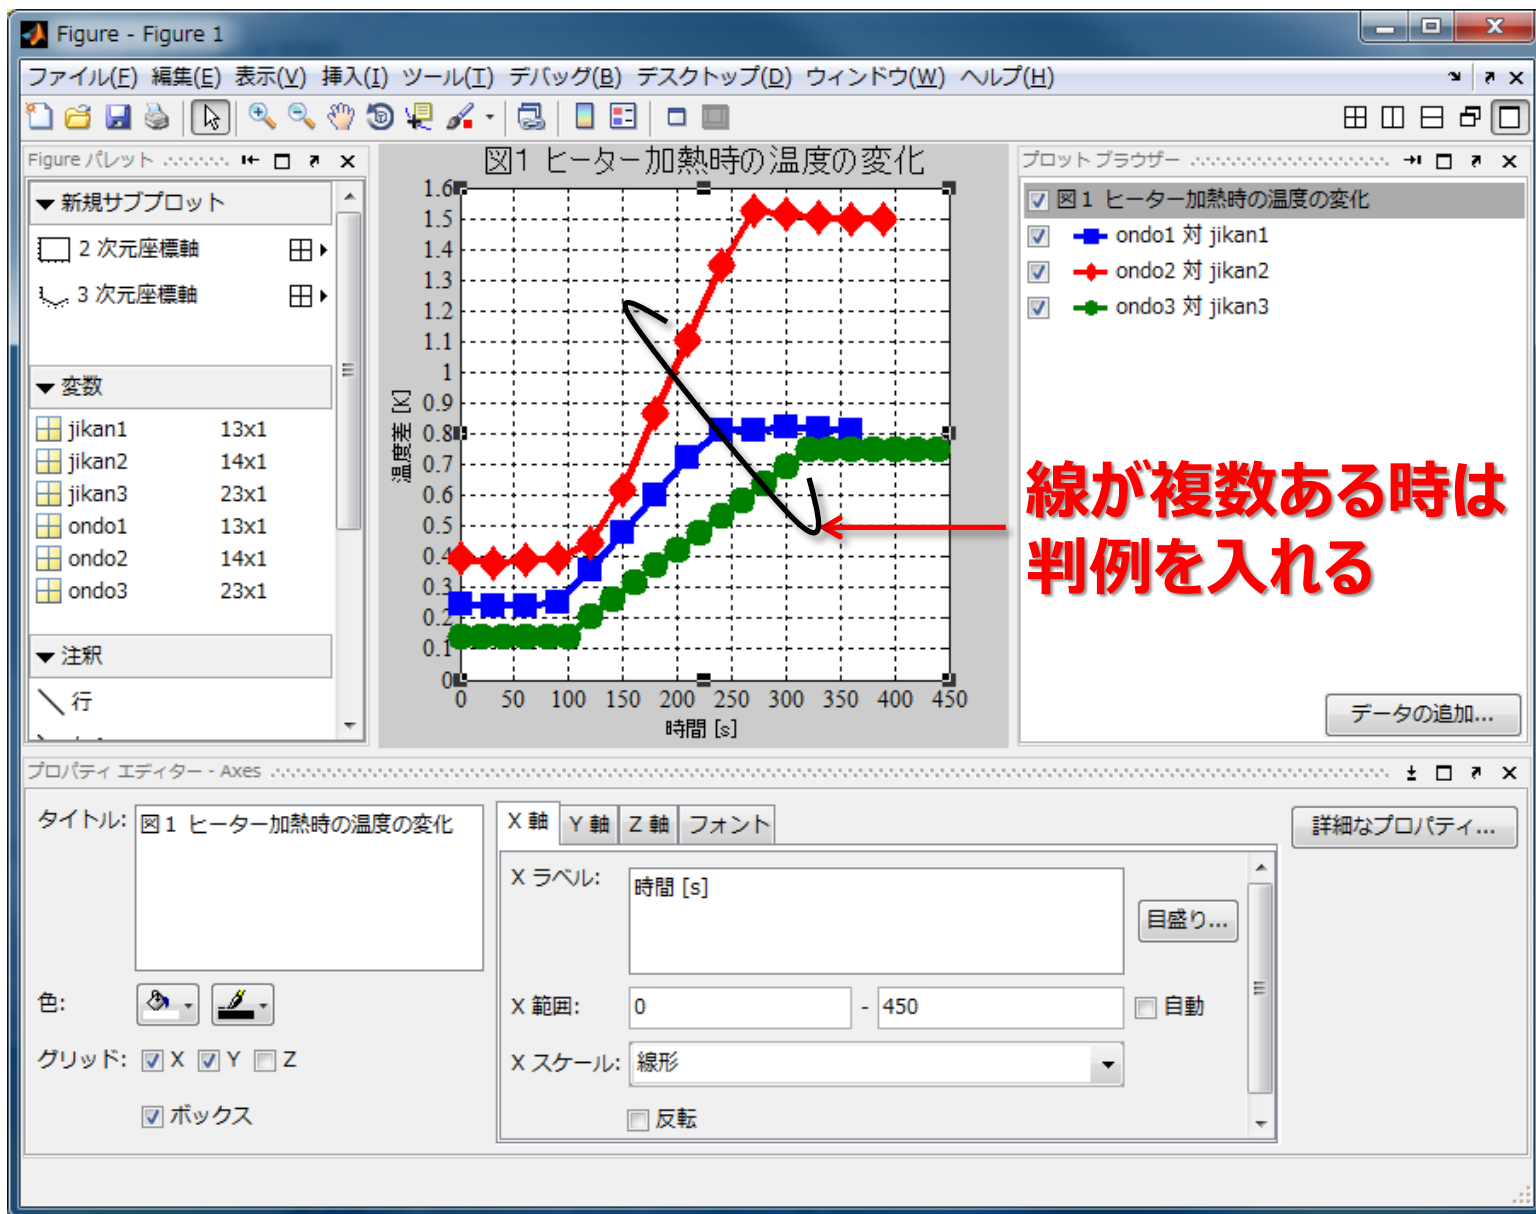 Figure - Figure 1
ファイル(F) 編集(E) 表示(V) 挿入(I) ツール(T) デバッグ(B) デスクトップ(D) ウィンドウ(W) ヘルプ(H)
Figure パレット
新規サブプロット
2 次元座標軸
3 次元座標軸
変数
jikan1 13x1
jikan2 14x1
jikan3 23x1
ondo1 13x1
ondo2 14x1
ondo3 23x1
注釈
行
図1 ヒーター加熱時の温度の変化
1.6
1.5
1.4
1.3
1.2
1.1
1
0.9
0.8
0.7
0.6
0.5
0.4
0.3
0.2
0.1
0
温度差 [K]
0 50 100 150 200 250 300 350 400 450
時間 [s]
プロット ブラウザー
図1 ヒーター加熱時の温度の変化
ondo1 対 jikan1
ondo2 対 jikan2
ondo3 対 jikan3
線が複数ある時は
判例を入れる
データの追加...
プロパティ エディター - Axes
タイトル: 図1 ヒーター加熱時の温度の変化
色:
グリッド: X Y Z
ボックス
X 軸 Y 軸 Z 軸 フォント
X ラベル: 時間 [s]
目盛り...
X 範囲: 0 - 450 自動
X スケール: 線形
反転
詳細なプロパティ...